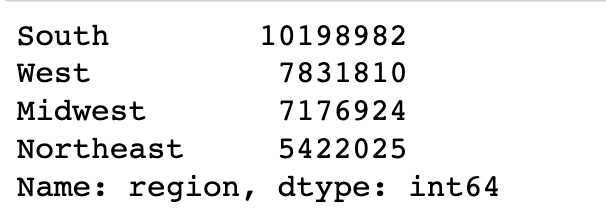 South        10198982
West          7831810
Midwest       7176924
Northeast     5422025
Name: region, dtype: int64